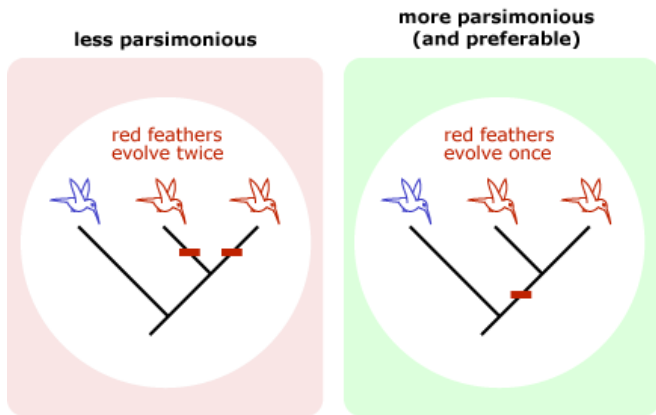 less parsimonious
red feathers
evolve twice
more parsimonious
(and preferable)
red feathers
evolve once